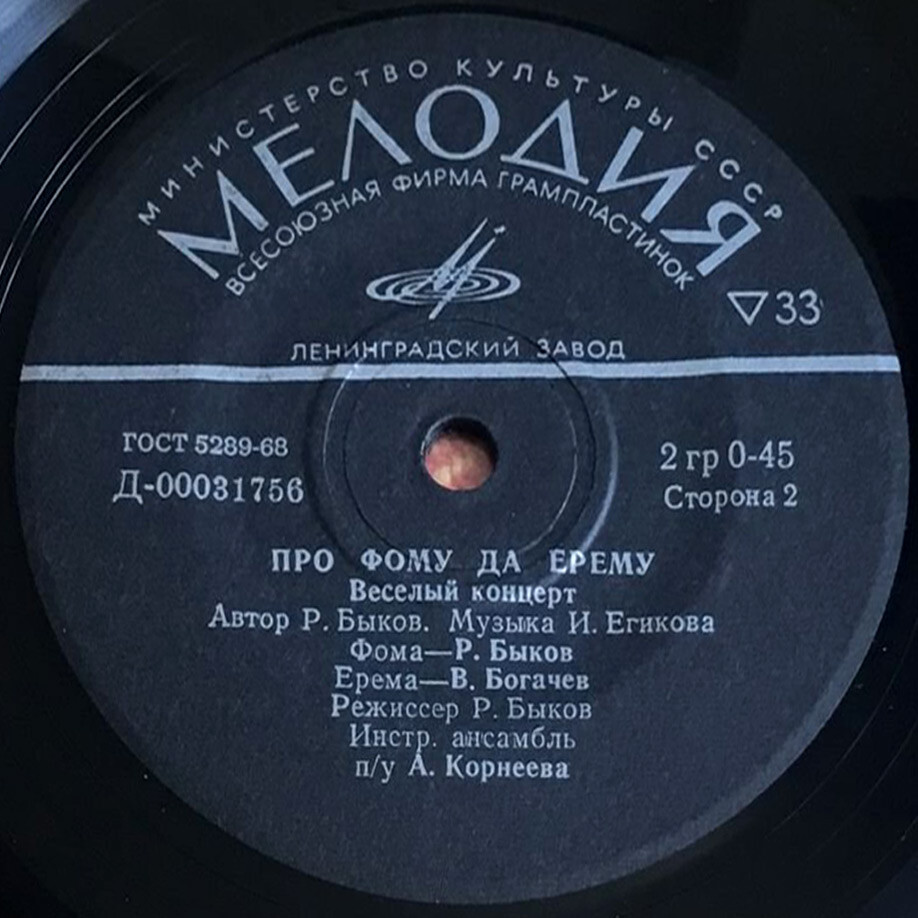 МИНИСТЕРСТВО КУЛЬТУРЫ СССР
МЕЛОДИЯ
ВСЕСОЮЗНАЯ ФИРМА ГРАМПЛАСТИНОК
▽33
ЛЕНИНГРАДСКИЙ ЗАВОД
ГОСТ 5289-68
Д-00031756
2 гр 0-45
Сторона 2
ПРО ФОМУ ДА ЕРЕМУ
Веселый концерт
Автор Р. Быков. Музыка И. Егикова
Фома—Р. Быков
Ерема—В. Богачев
Режиссер Р. Быков
Инстр. ансамбль
п/у А. Корнеева